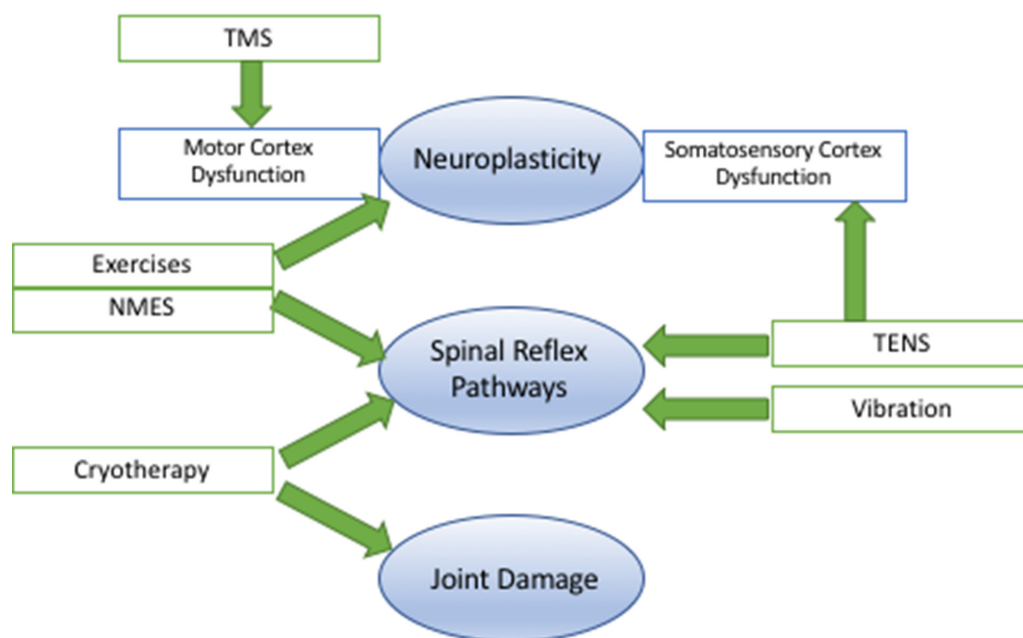 TMS
Motor Cortex
Dysfunction
Neuroplasticity
Somatosensory Cortex
Dysfunction
Exercises
NMES
Spinal Reflex
Pathways
TENS
Vibration
Cryotherapy
Joint Damage